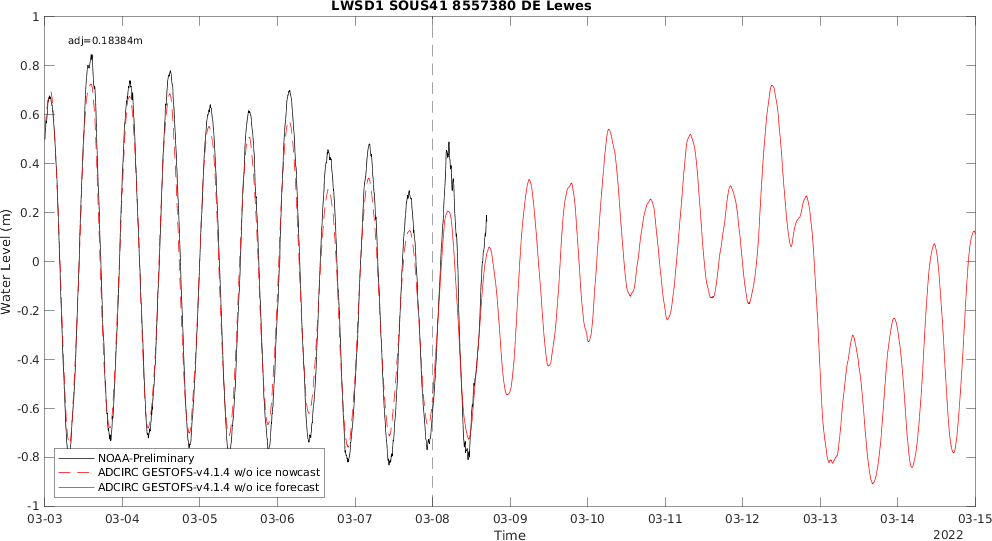 LWSD1 SOUS41 8557380 DE Lewes
adj=0.18384m
1
0.8
0.6
0.4
0.2
0
-0.2
-0.4
-0.6
-0.8
-1
Water Level (m)
NOAA-Preliminary
ADCIRC GESTOFS-v4.1.4 w/o ice nowcast
ADCIRC GESTOFS-v4.1.4 w/o ice forecast
03-03 03-04 03-05 03-06 03-07 03-08 03-09 03-10 03-11 03-12 03-13 03-14 03-15
Time
2022